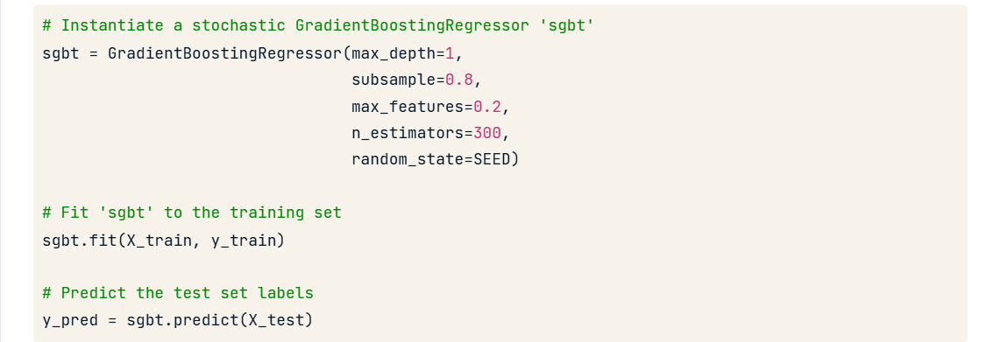 # Instantiate a stochastic GradientBoostingRegressor 'sgbt'
sgbt = GradientBoostingRegressor(max_depth=1,
                                 subsample=0.8,
                                 max_features=0.2,
                                 n_estimators=300,
                                 random_state=SEED)

# Fit 'sgbt' to the training set
sgbt.fit(X_train, y_train)

# Predict the test set labels
y_pred = sgbt.predict(X_test)